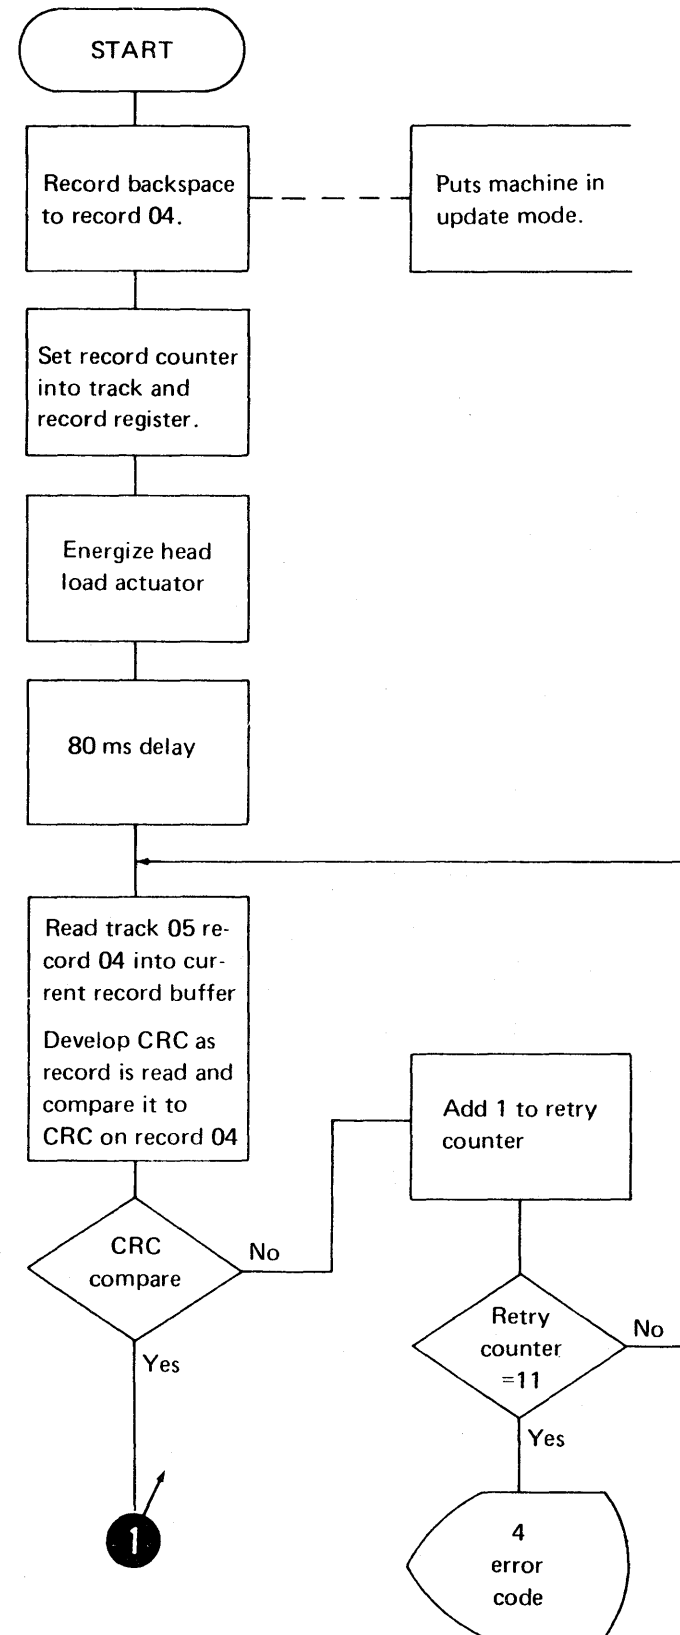 START
Record backspace
to record 04.
Puts machine in
update mode.
Set record counter
into track and
record register.
Energize head
load actuator
80 ms delay
Read track 05 re-
cord 04 into cur-
rent record buffer
Develop CRC as
record is read and
compare it to
CRC on record 04
Add 1 to retry
counter
CRC
compare
No
Yes
Retry
counter
=11
No
Yes
1
4
error
code